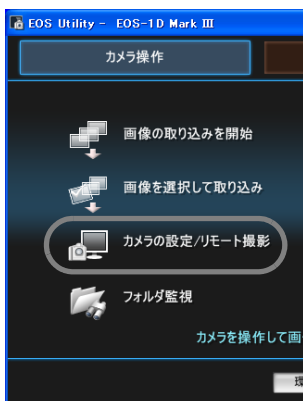 EOS Utility - EOS-1D Mark III
カメラ操作
画像の取り込みを開始
画像を選択して取り込み
カメラの設定/リモート撮影
フォルダ監視
カメラを操作して画
環